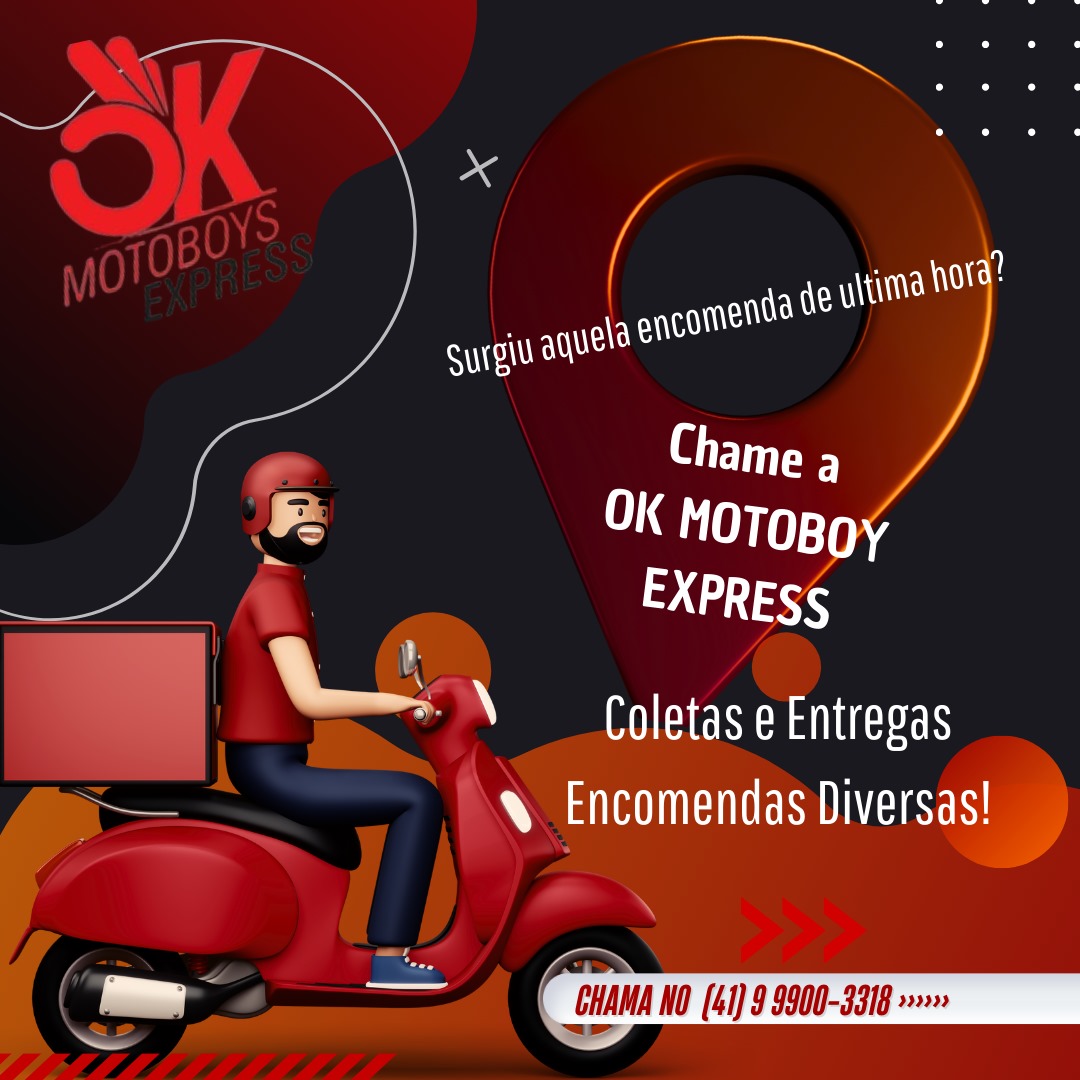 OK
MOTOBOYS
EXPRESS
Surgiu aquela encomenda de ultima hora?
Chame a
OK MOTOBOY
EXPRESS
Coletas e Entregas
Encomendas Diversas!
CHAMA NO (41) 9 9900-3318 »»»